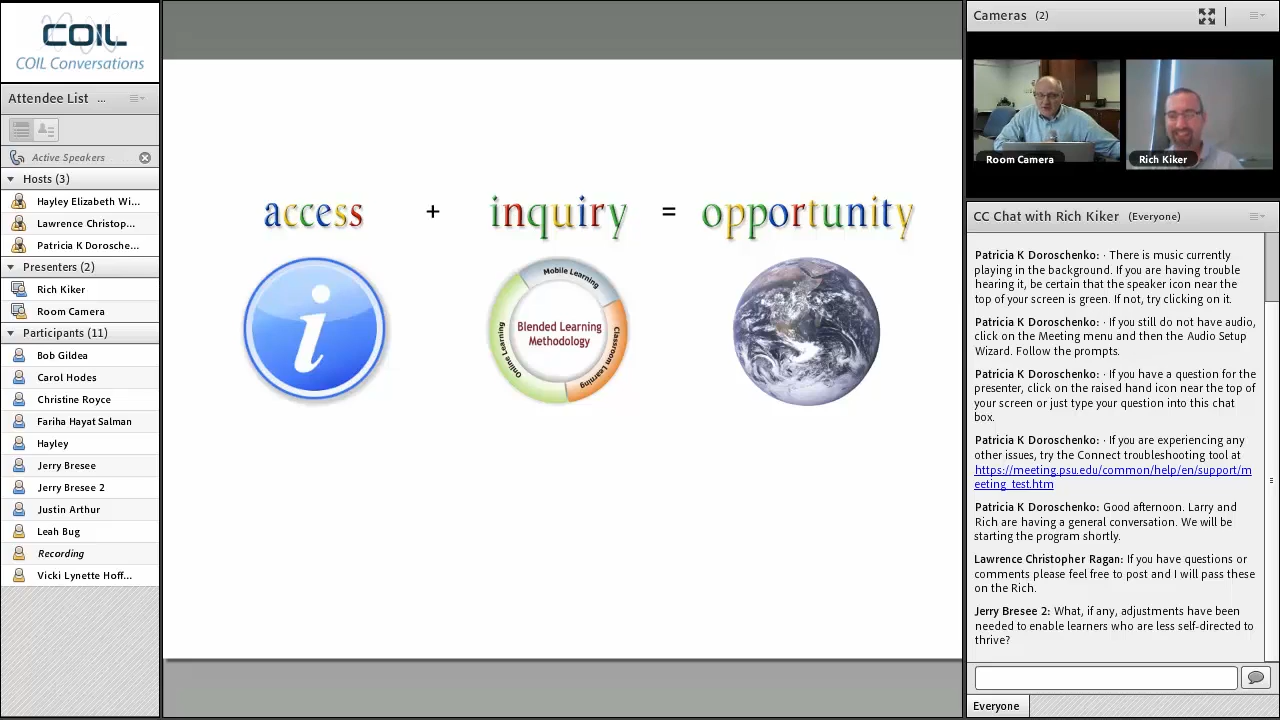 COIL
COIL Conversations
Attendee List ...
Active Speakers
Hosts (3)
Hayley Elizabeth Wi...
Lawrence Christop...
Patricia K Dorosche...
Presenters (2)
Rich Kiker
Room Camera
Participants (11)
Bob Gildea
Carol Hodes
Christine Royce
Fariha Hayat Salman
Hayley
Jerry Bresee
Jerry Bresee 2
Justin Arthur
Leah Bug
Recording
Vicki Lynette Hoff...
access + inquiry = opportunity
i
Mobile Learning
Blended Learning
Methodology
Online Learning
Classroom Learning
Cameras (2)
Room Camera
Rich Kiker
CC Chat with Rich Kiker (Everyone)
Patricia K Doroschenko: · There is music currently
playing in the background. If you are having trouble
hearing it, be certain that the speaker icon near the
top of your screen is green. If not, try clicking on it.
Patricia K Doroschenko: · If you still do not have audio,
click on the Meeting menu and then the Audio Setup
Wizard. Follow the prompts.
Patricia K Doroschenko: · If you have a question for the
presenter, click on the raised hand icon near the top of
your screen or just type your question into this chat
box.
Patricia K Doroschenko: · If you are experiencing any
other issues, try the Connect troubleshooting tool at
https://meeting.psu.edu/common/help/en/support/m
eeting_test.htm
Patricia K Doroschenko: Good afternoon. Larry and
Rich are having a general conversation. We will be
starting the program shortly.
Lawrence Christopher Ragan: If you have questions or
comments please feel free to post and I will pass these
on the Rich.
Jerry Bresee 2: What, if any, adjustments have been
needed to enable learners who are less self-directed to
thrive?
Everyone